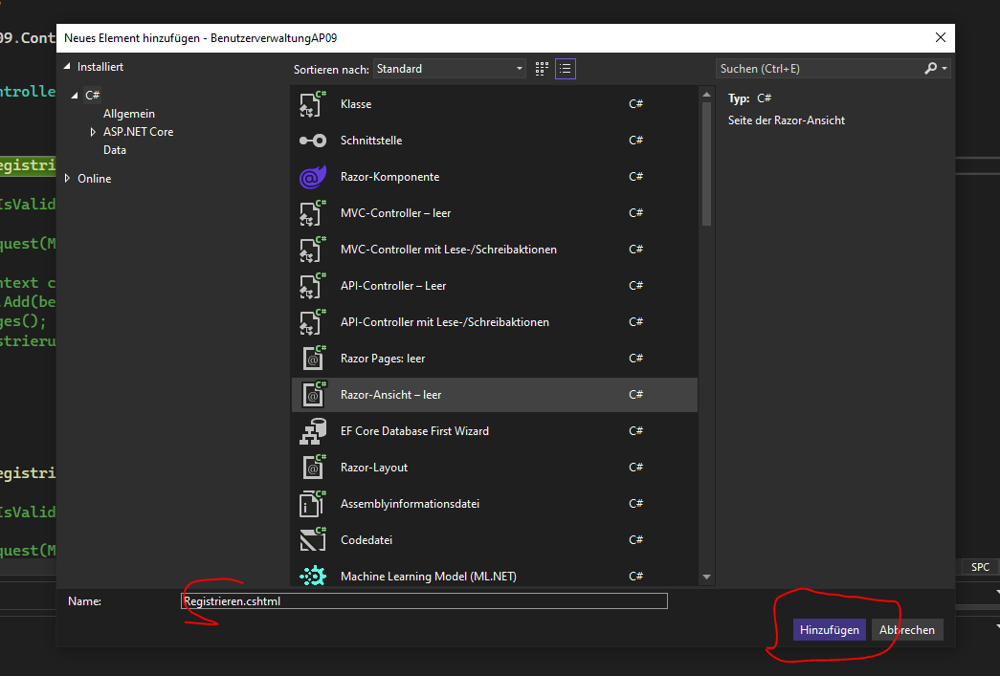 09.Cont
Neues Element hinzufügen - BenutzerverwaltungAP09
Installiert
Sortieren nach: Standard
Suchen (Ctrl+E)
C#
Allgemein
ASP.NET Core
Data
Online
Klasse C#
Schnittstelle C#
Razor-Komponente C#
MVC-Controller – leer C#
MVC-Controller mit Lese-/Schreibaktionen C#
API-Controller – Leer C#
API-Controller mit Lese-/Schreibaktionen C#
Razor Pages: leer C#
Razor-Ansicht – leer C#
EF Core Database First Wizard C#
Razor-Layout C#
Assemblyinformationsdatei C#
Codedatei C#
Machine Learning Model (ML.NET) C#
Typ: C#
Seite der Razor-Ansicht
ntrolle
egistri
IsValid
quest(M
ntext c
.Add(be
ges();
strieru
egistri
IsValid
quest(M
SPC
Name: Registrieren.cshtml
Hinzufügen
Abbrechen